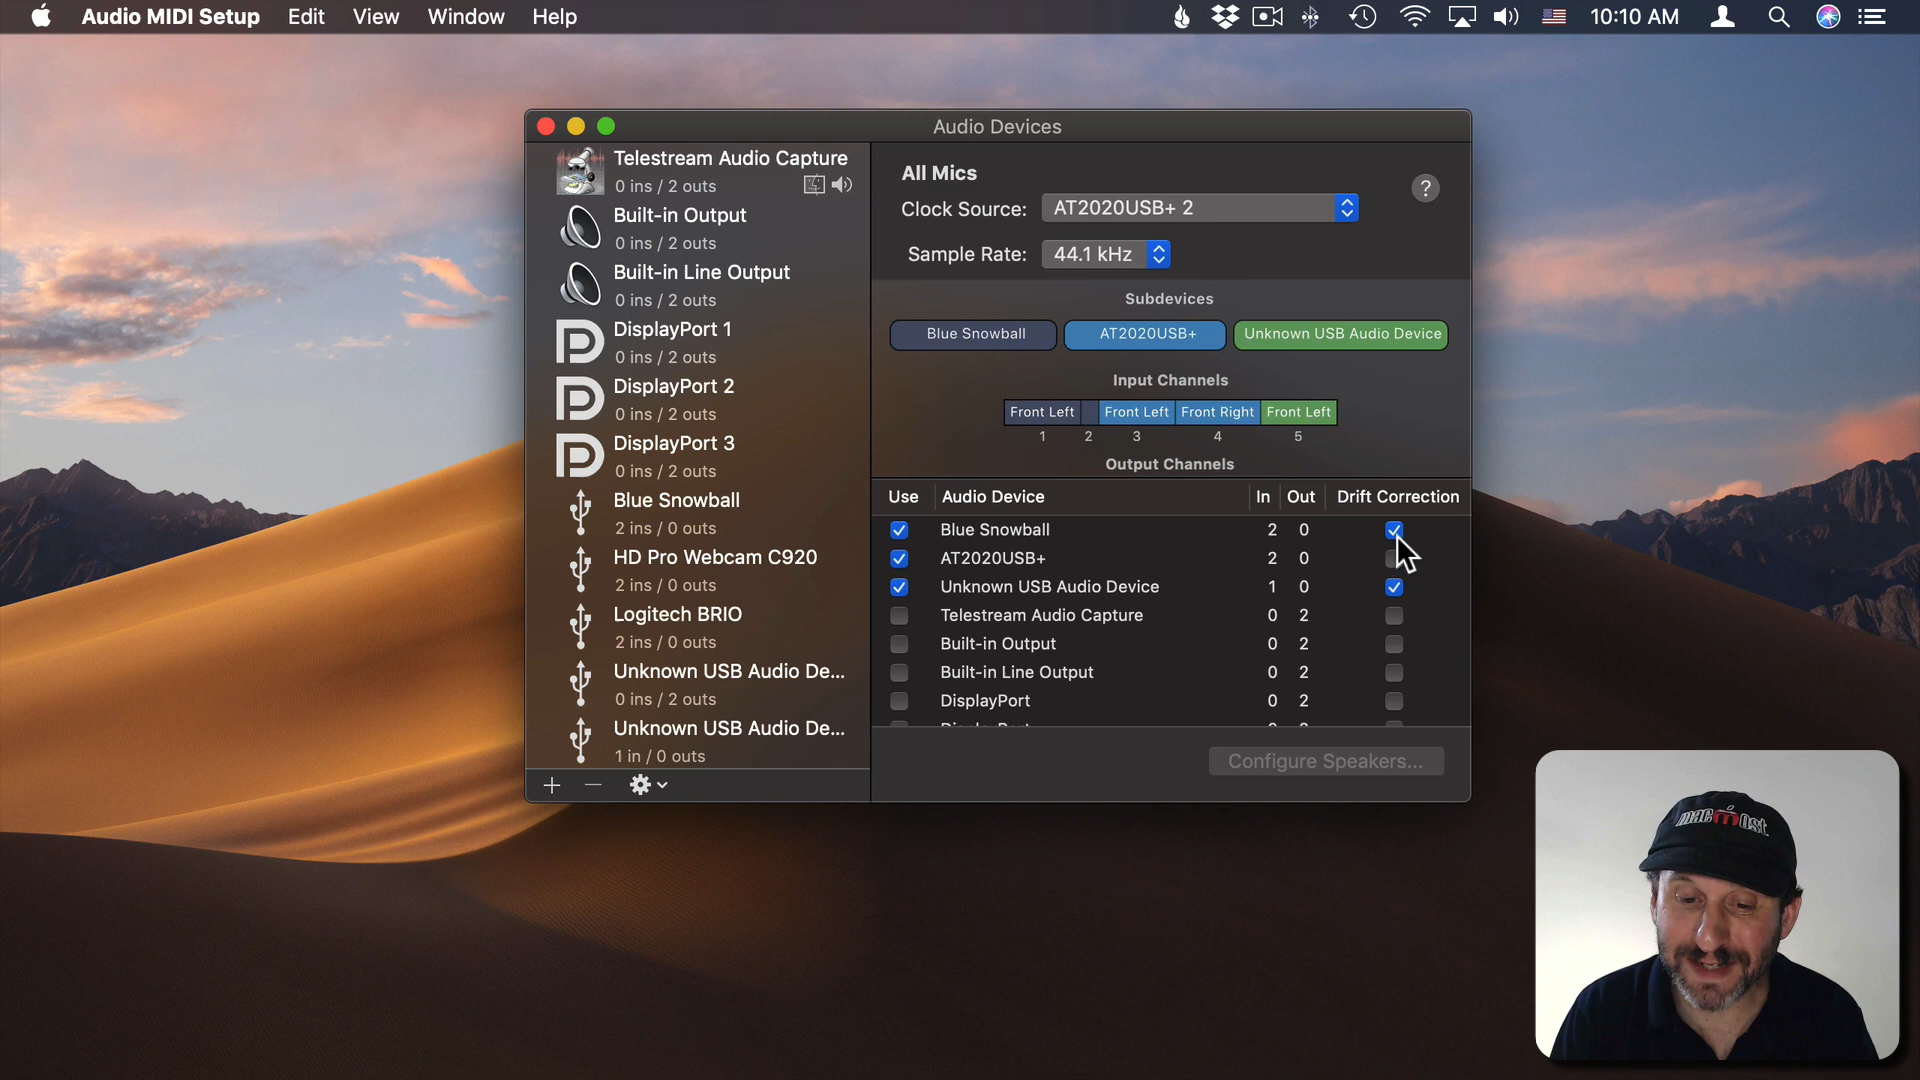 Audio MIDI Setup Edit View Window Help 10:10 AM
Audio Devices
Telestream Audio Capture
0 ins / 2 outs
Built-in Output
0 ins / 2 outs
Built-in Line Output
0 ins / 2 outs
DisplayPort 1
0 ins / 2 outs
DisplayPort 2
0 ins / 2 outs
DisplayPort 3
0 ins / 2 outs
Blue Snowball
2 ins / 0 outs
HD Pro Webcam C920
2 ins / 0 outs
Logitech BRIO
2 ins / 0 outs
Unknown USB Audio De...
0 ins / 2 outs
Unknown USB Audio De...
1 in / 0 outs
All Mics
?
Clock Source: AT2020USB+ 2
Sample Rate: 44.1 kHz
Subdevices
Blue Snowball AT2020USB+ Unknown USB Audio Device
Input Channels
Front Left Front Left Front Right Front Left
1 2 3 4 5
Output Channels
Use Audio Device In Out Drift Correction
Blue Snowball 2 0
AT2020USB+ 2 0
Unknown USB Audio Device 1 0
Telestream Audio Capture 0 2
Built-in Output 0 2
Built-in Line Output 0 2
DisplayPort 0 2
Configure Speakers...
macmost